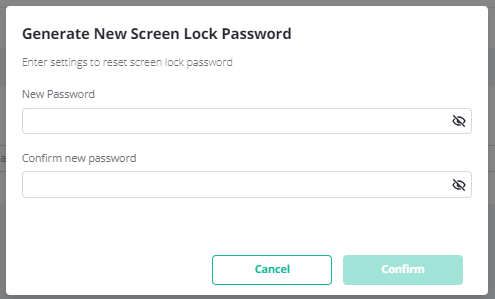 Generate New Screen Lock Password
Enter settings to reset screen lock password
New Password
Confirm new password
Cancel
Confirm